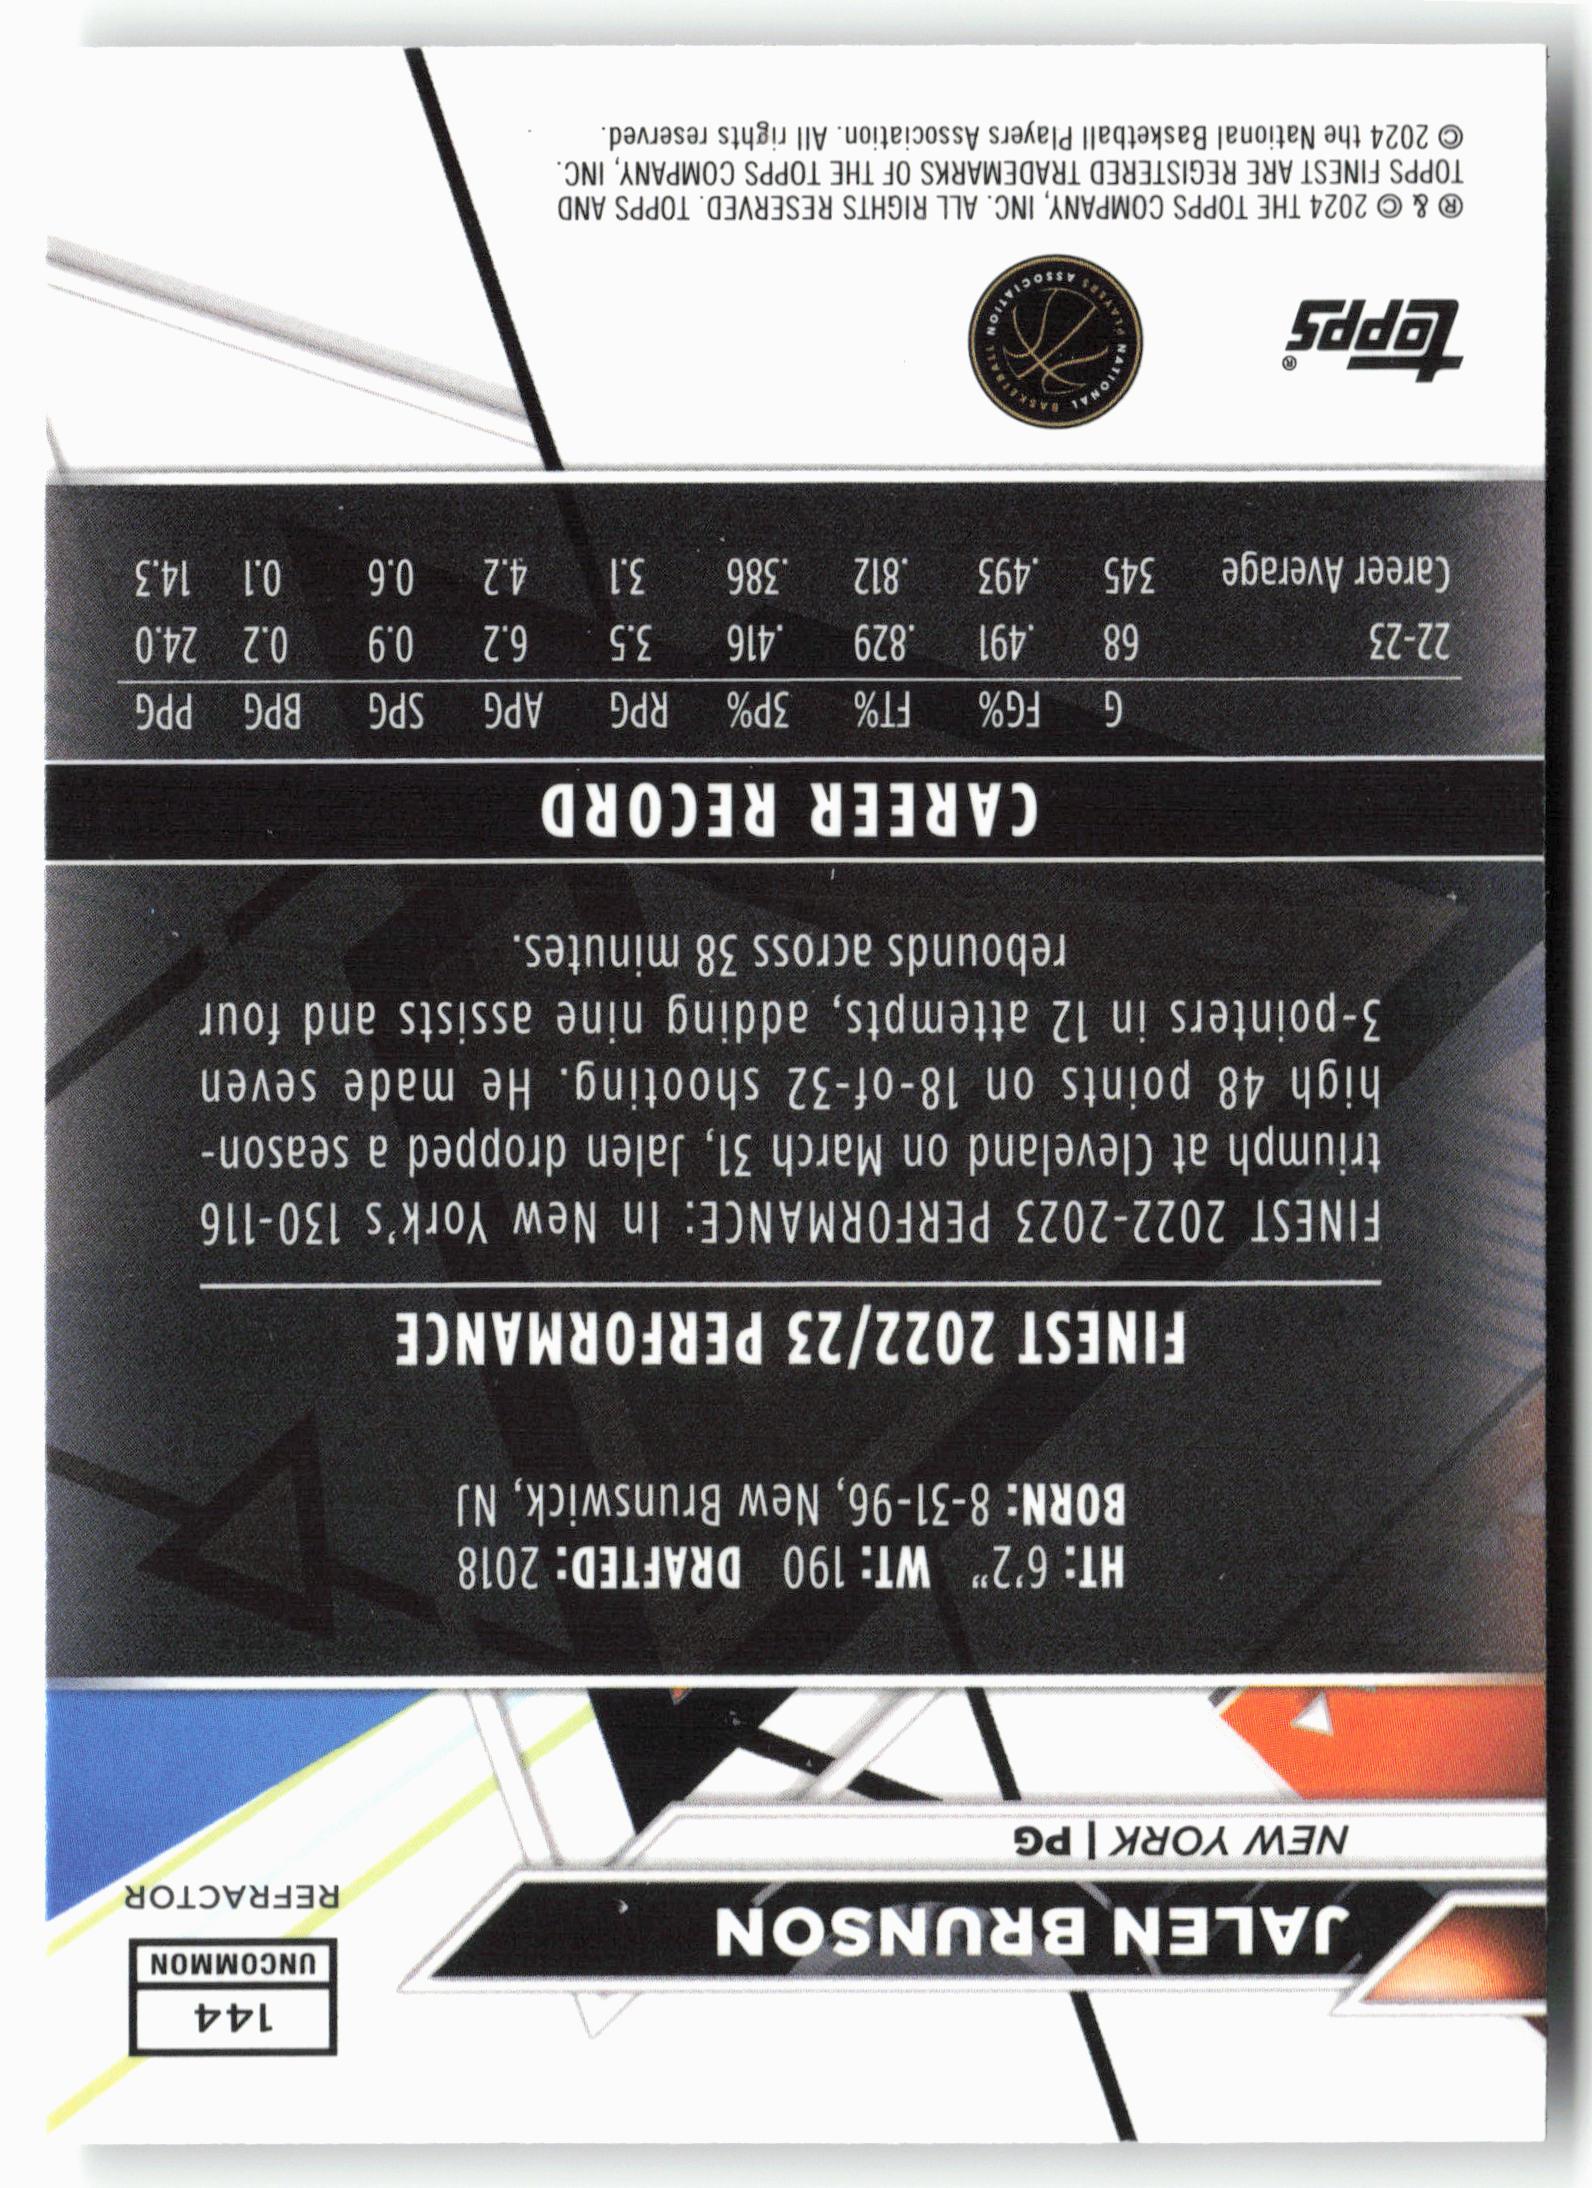 144
UNCOMMON
REFRACTOR
JALEN BRUNSON
NEW YORK | PG
HT: 6'2" WT: 190 DRAFTED: 2018
BORN: 8-31-96, New Brunswick, NJ
FINEST 2022/23 PERFORMANCE
FINEST 2022-2023 PERFORMANCE: In New York's 130-116
triumph at Cleveland on March 31, Jalen dropped a season-
high 48 points on 18-of-32 shooting. He made seven
3-pointers in 12 attempts, adding nine assists and four
rebounds across 38 minutes.
CAREER RECORD
G FG% FT% 3P% RPG APG SPG BPG PPG
22-23 68 .491 .829 .416 3.5 6.2 0.9 0.2 24.0
Career Average 345 .493 .812 .386 3.1 4.2 0.6 0.1 14.3
topps®
NATIONAL BASKETBALL PLAYERS ASSOCIATION
® & © 2024 THE TOPPS COMPANY, INC. ALL RIGHTS RESERVED. TOPPS AND
TOPPS FINEST ARE REGISTERED TRADEMARKS OF THE TOPPS COMPANY, INC.
© 2024 the National Basketball Players Association. All rights reserved.